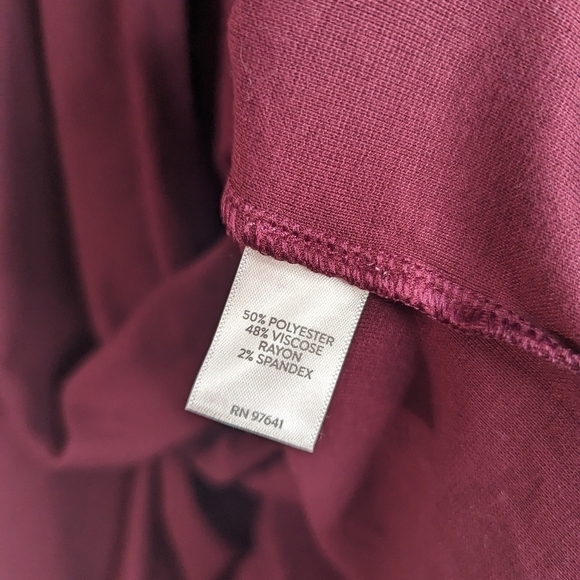 50% POLYESTER
48% VISCOSE
RAYON
2% SPANDEX
RN 97641